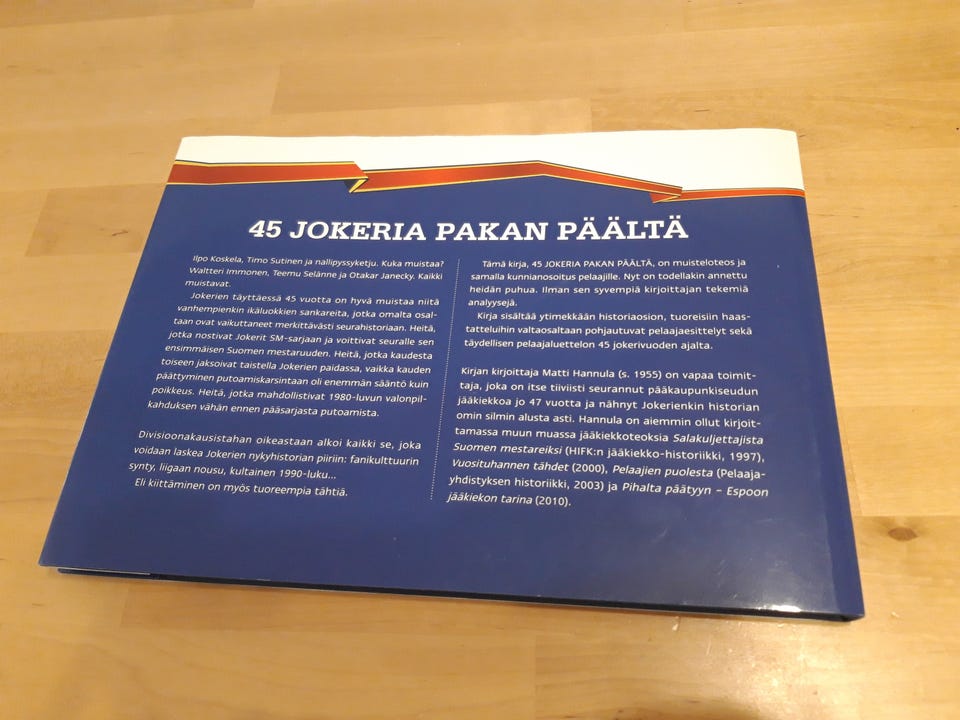 45 JOKERIA PAKAN PÄÄLTÄ
Ilpo Koskela, Timo Sutinen ja nallipyssyketju. Kuka muistaa?
Waltteri Immonen, Teemu Selänne ja Otakar Janecky. Kaikki
muistavat.
Jokerien täyttäessä 45 vuotta on hyvä muistaa niitä
vanhempienkin ikäluokkien sankareita, jotka omalta osal-
taan ovat vaikuttaneet merkittävästi seurahistoriaan. Heitä,
jotka nostivat Jokerit SM-sarjaan ja voittivat seuralle sen
ensimmäisen Suomen mestaruuden. Heitä, jotka kaudesta
toiseen jaksoivat taistella Jokerien paidassa, vaikka kauden
päättyminen putoamiskarsintaan oli enemmän sääntö kuin
poikkeus. Heitä, jotka mahdollistivat 1980-luvun valonpil-
kahduksen vähän ennen pääsarjasta putoamista.
Divisioonakausistahan oikeastaan alkoi kaikki se, joka
voidaan laskea Jokerien nykyhistorian piiriin: fanikulttuurin
synty, liigaan nousu, kultainen 1990-luku...
Eli kiittäminen on myös tuoreempia tähtiä.
Tämä kirja, 45 JOKERIA PAKAN PÄÄLTÄ, on muisteloteos ja
samalla kunnianosoitus pelaajille. Nyt on todellakin annettu
heidän puhua. Ilman sen syvempiä kirjoittajan tekemiä
analyysejä.
Kirja sisältää ytimekkään historiaosion, tuoreisiin haas-
tatteluihin valtaosaltaan pohjautuvat pelaajaesittelyt sekä
täydellisen pelaajaluettelon 45 jokerivuoden ajalta.
Kirjan kirjoittaja Matti Hannula (s. 1955) on vapaa toimit-
taja, joka on itse tiiviisti seurannut pääkaupunkiseudun
jääkiekkoa jo 47 vuotta ja nähnyt Jokerienkin historian
omin silmin alusta asti. Hannula on aiemmin ollut kirjoit-
tamassa muun muassa jääkiekkoteoksia Salakuljettajista
Suomen mestareiksi (HIFK:n jääkiekko-historiikki, 1997),
Vuosituhannen tähdet (2000), Pelaajien puolesta (Pelaaja-
yhdistyksen historiikki, 2003) ja Pihalta päätyyn – Espoon
jääkiekon tarina (2010).